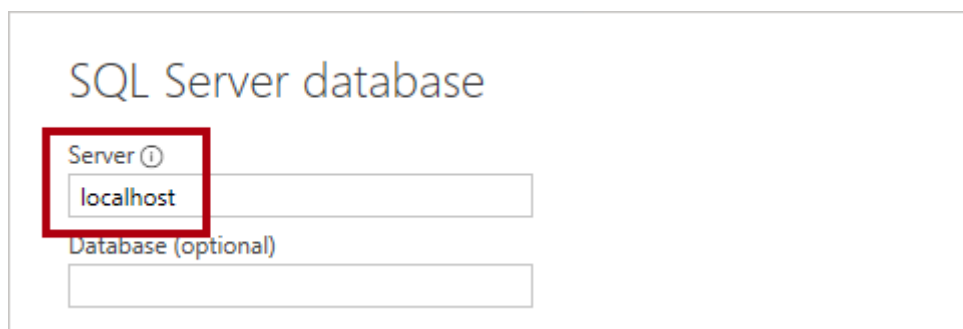 SQL Server database
Server
localhost
Database (optional)